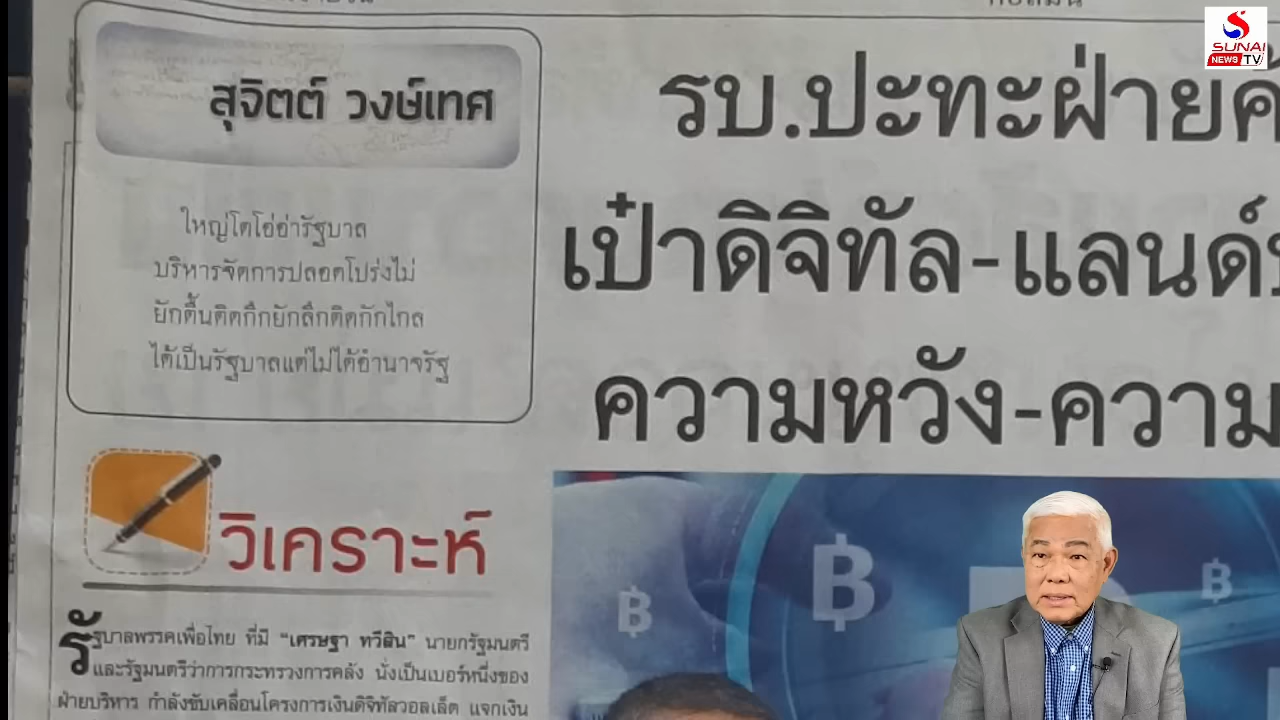 สุจิตต์ วงษ์เทศ
ใหญ่โตโอ่อ่ารัฐบาล
บริหารจัดการปลอดโปร่งไม่
ยักตื้นติดกึกยักลึกติดกักไกล
ได้เป็นรัฐบาลแต่ไม่ได้อำนาจรัฐ
รบ.ปะทะฝ่ายค้
เป๋าดิจิทัล-แลนด์
ความหวัง-ความ
วิเคราะห์
รัฐบาลพรรคเพื่อไทย ที่มี “เศรษฐา ทวีสิน” นายกรัฐมนตรี
และรัฐมนตรีว่าการกระทรวงการคลัง นั่งเป็นเบอร์หนึ่งของ
ฝ่ายบริหาร กำลังขับเคลื่อนโครงการเงินดิจิทัลวอลเล็ต แจกเงิน
SUNAI
NEWS TV